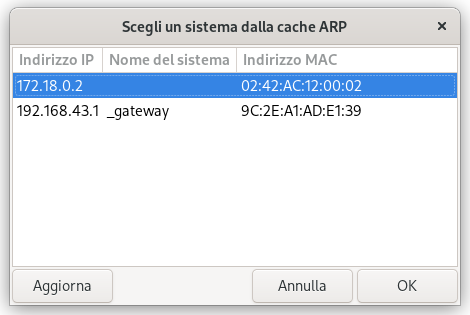 Scegli un sistema dalla cache ARP
Indirizzo IP Nome del sistema Indirizzo MAC
172.18.0.2 02:42:AC:12:00:02
192.168.43.1 _gateway 9C:2E:A1:AD:E1:39
Aggiorna Annulla OK